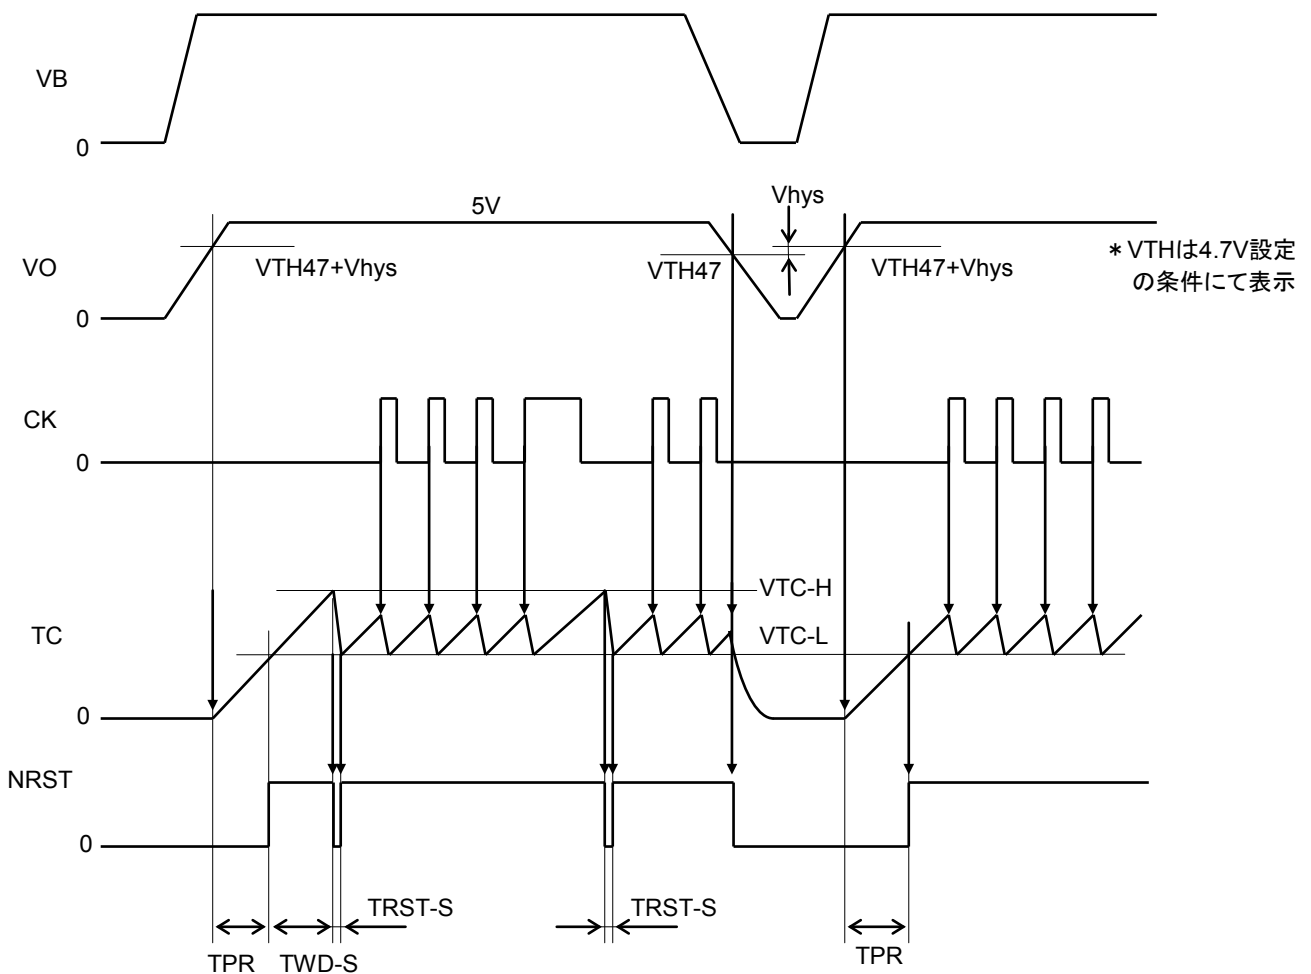 VB
0
Vhys
5V
VO
VTH47+Vhys
VTH47
VTH47+Vhys
*VTHは4.7V設定
の条件にて表示
0
CK
0
VTC-H
TC
VTC-L
0
NRST
0
TRST-S
TRST-S
TPR
TWD-S
TPR